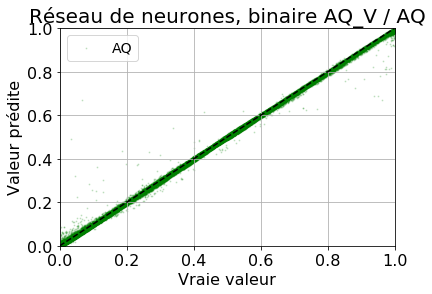 Réseau de neurones, binaire AQ_V / AQ
AQ
Valeur prédite
1.0
0.8
0.6
0.4
0.2
0.0
0.0 0.2 0.4 0.6 0.8 1.0
Vraie valeur